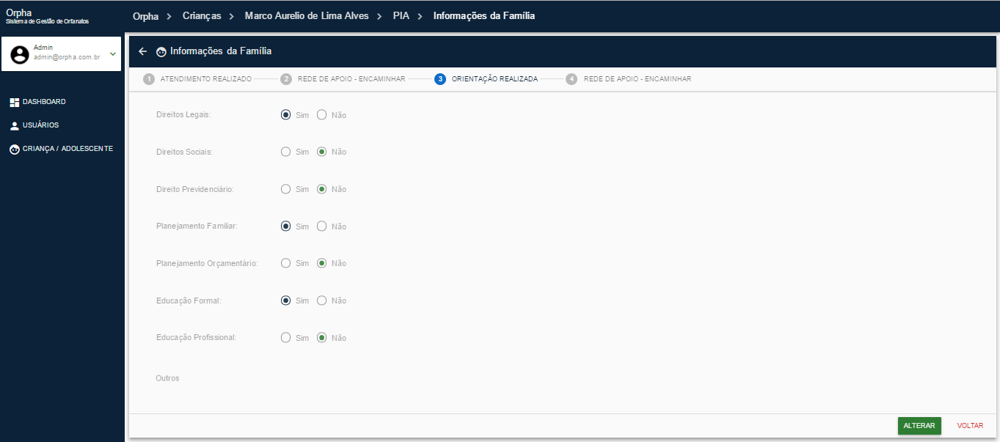 Orpha
Sistema de Gestão de Orfanatos
Orpha > Crianças > Marco Aurelio de Lima Alves > PIA > Informações da Família
Admin
admin@orpha.com.br
DASHBOARD
USUÁRIOS
CRIANÇA / ADOLESCENTE
Informações da Família
1 ATENDIMENTO REALIZADO 2 REDE DE APOIO - ENCAMINHAR 3 ORIENTAÇÃO REALIZADA 4 REDE DE APOIO - ENCAMINHAR
Direitos Legais: Sim Não
Direitos Sociais: Sim Não
Direito Previdenciário: Sim Não
Planejamento Familiar: Sim Não
Planejamento Orçamentário: Sim Não
Educação Formal: Sim Não
Educação Profissional: Sim Não
Outros
ALTERAR VOLTAR